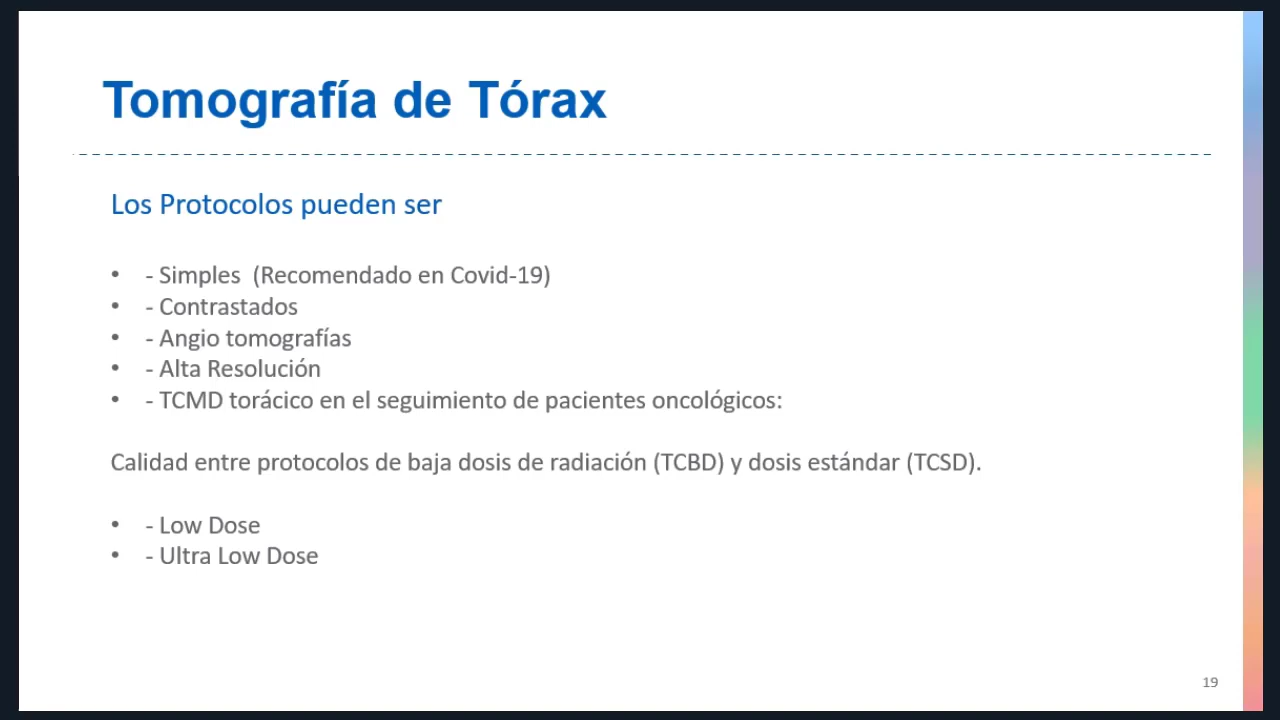 Tomografía de Tórax
Los Protocolos pueden ser
• - Simples (Recomendado en Covid-19)
• - Contrastados
• - Angio tomografías
• - Alta Resolución
• - TCMD torácico en el seguimiento de pacientes oncológicos:
Calidad entre protocolos de baja dosis de radiación (TCBD) y dosis estándar (TCSD).
• - Low Dose
• - Ultra Low Dose
19